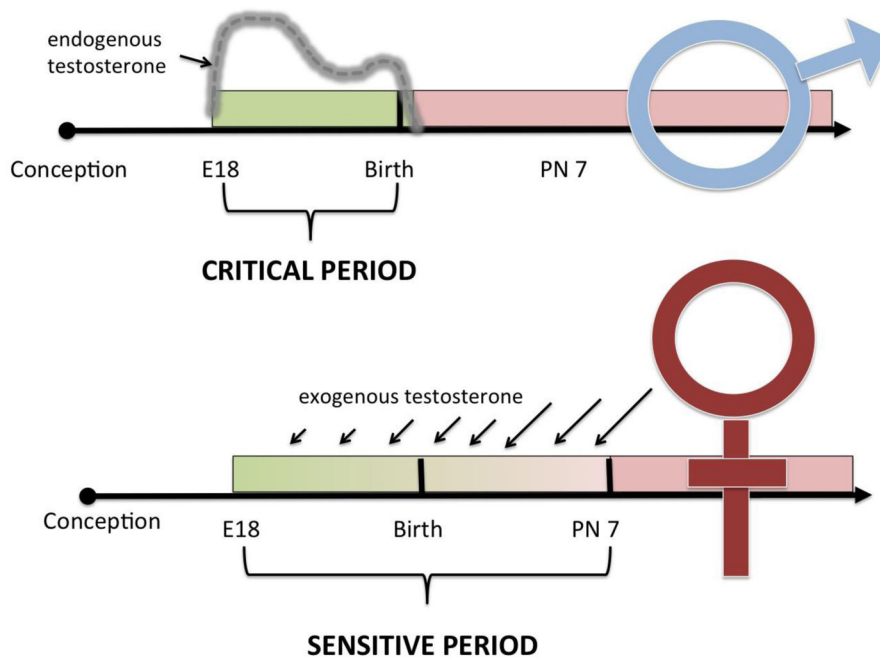 endogenous
testosterone
Conception
E18
Birth
PN 7
CRITICAL PERIOD
exogenous testosterone
Conception
E18
Birth
PN 7
SENSITIVE PERIOD